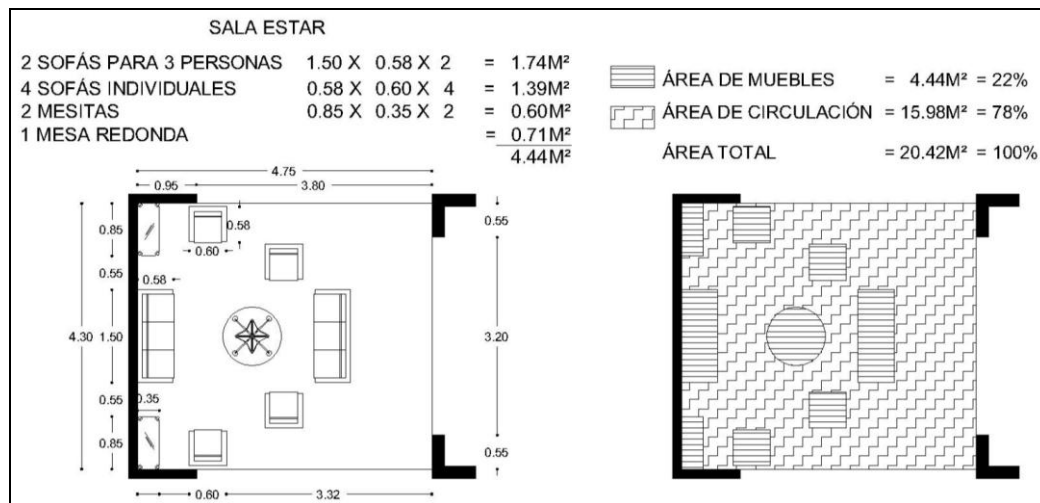 SALA ESTAR
2 SOFÁS PARA 3 PERSONAS 1.50 X 0.58 X 2 = 1.74M²
4 SOFÁS INDIVIDUALES 0.58 X 0.60 X 4 = 1.39M²
2 MESITAS 0.85 X 0.35 X 2 = 0.60M²
1 MESA REDONDA = 0.71M²
4.44M²
ÁREA DE MUEBLES = 4.44M² = 22%
ÁREA DE CIRCULACIÓN = 15.98M² = 78%
ÁREA TOTAL = 20.42M² = 100%
4.75
0.95 3.80
0.85 0.58 0.55
0.60
0.55 0.58
4.30 1.50 3.20
0.55 0.35
0.85 0.55
0.60 3.32